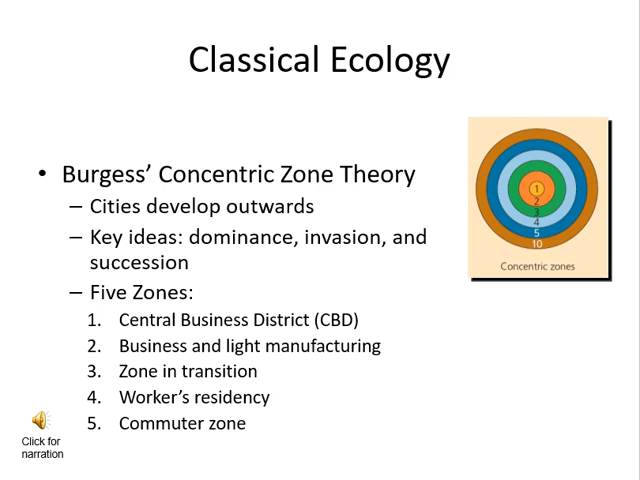 Classical Ecology
• Burgess’ Concentric Zone Theory
– Cities develop outwards
– Key ideas: dominance, invasion, and
succession
– Five Zones:
1. Central Business District (CBD)
2. Business and light manufacturing
3. Zone in transition
4. Worker’s residency
5. Commuter zone
1
2
3
4
5
10
Concentric zones
Click for
narration